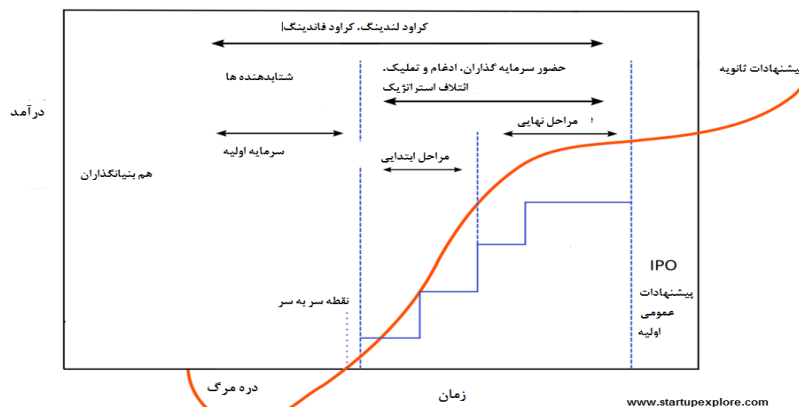 کراود لندینگ، کراود فاندینگ
پیشنهادات ثانویه
شتابدهنده ها
حضور سرمایه گذاران، ادغام و تملیک،
ائتلاف استراتژیک
درآمد
مراحل نهایی
سرمایه اولیه
مراحل ابتدایی
هم بنیانگذاران
IPO
پیشنهادات
عمومی
اولیه
نقطه سر به سر
دره مرگ
زمان
www.startupexplore.com